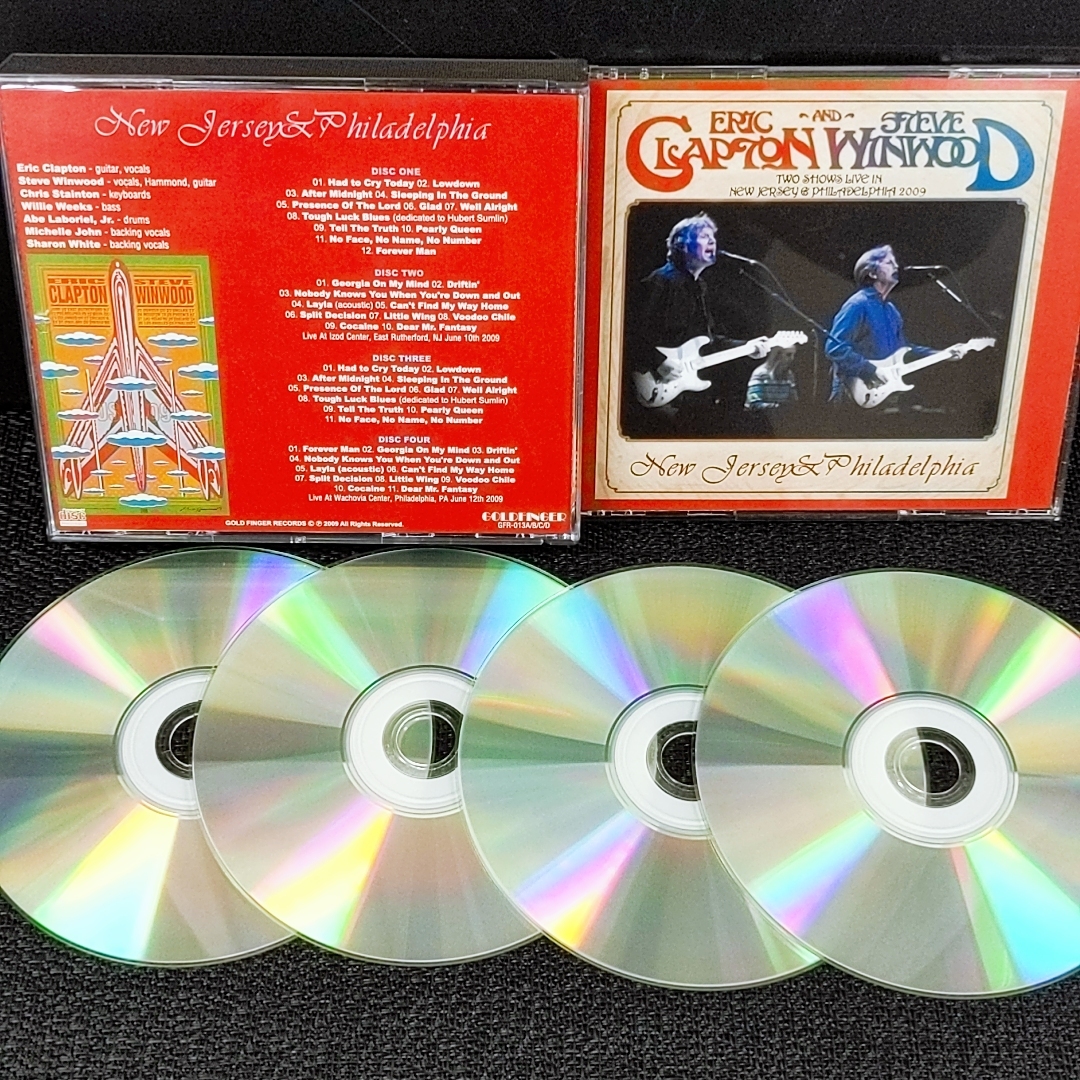 New Jersey&Philadelphia
Eric Clapton - guitar, vocals
Steve Winwood - vocals, Hammond, guitar
Chris Stainton - keyboards
Willie Weeks - bass
Abe Laboriel, Jr. - drums
Michelle John - backing vocals
Sharon White - backing vocals
ERIC STEVE
CLAPTON WINWOOD
disc
DISC ONE
01. Had to Cry Today 02. Lowdown
03. After Midnight 04. Sleeping In The Ground
05. Presence Of The Lord 06. Glad 07. Well Alright
08. Tough Luck Blues (dedicated to Hubert Sumlin)
09. Tell The Truth 10. Pearly Queen
11. No Face, No Name, No Number
12. Forever Man
DISC TWO
01. Georgia On My Mind 02. Driftin'
03. Nobody Knows You When You're Down and Out
04. Layla (acoustic) 05. Can't Find My Way Home
06. Split Decision 07. Little Wing 08. Voodoo Chile
09. Cocaine 10. Dear Mr. Fantasy
Live At Izod Center, East Rutherford, NJ June 10th 2009
DISC THREE
01. Had to Cry Today 02. Lowdown
03. After Midnight 04. Sleeping In The Ground
05. Presence Of The Lord 06. Glad 07. Well Alright
08. Tough Luck Blues (dedicated to Hubert Sumlin)
09. Tell The Truth 10. Pearly Queen
11. No Face, No Name, No Number
DISC FOUR
01. Forever Man 02. Georgia On My Mind 03. Driftin'
04. Nobody Knows You When You're Down and Out
05. Layla (acoustic) 06. Can't Find My Way Home
07. Split Decision 08. Little Wing 09. Voodoo Chile
10. Cocaine 11. Dear Mr. Fantasy
Live At Wachovia Center, Philadelphia, PA June 12th 2009
GOLD FINGER RECORDS © ℗ 2009 All Rights Reserved.
GOLDFINGER
GFR-013A/B/C/D
ERIC AND STEVE
CLAPTON WINWOOD
TWO SHOWS LIVE IN
NEW JERSEY & PHILADELPHIA 2009
New Jersey&Philadelphia